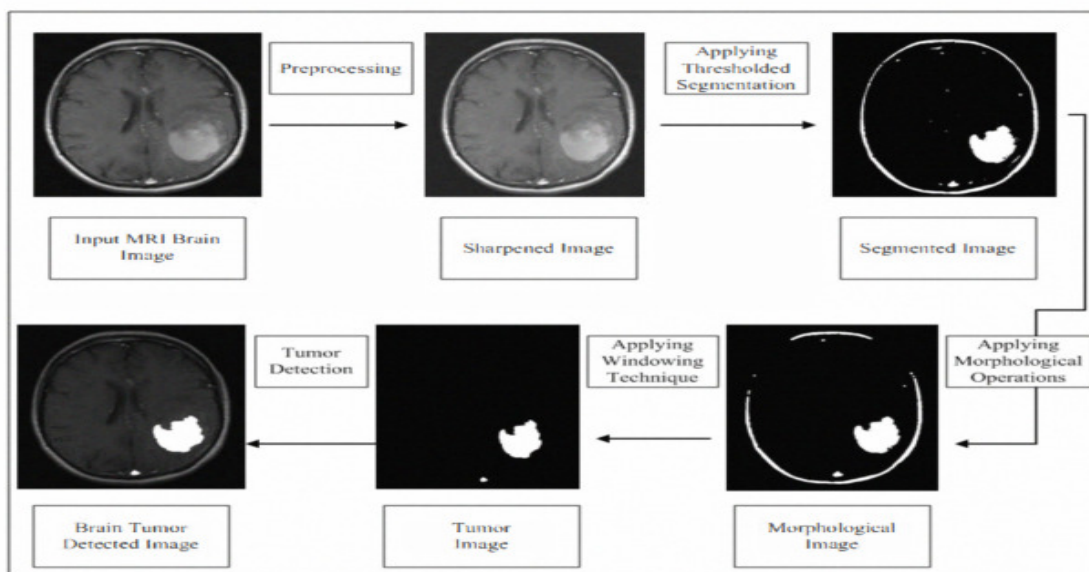 Preprocessing
Applying
Thresholded
Segmentation
Input MRI Brain
Image
Sharpened Image
Segmented Image
Tumor
Detection
Applying
Windowing
Technique
Applying
Morphological
Operations
Brain Tumor
Detected Image
Tumor
Image
Morphological
Image